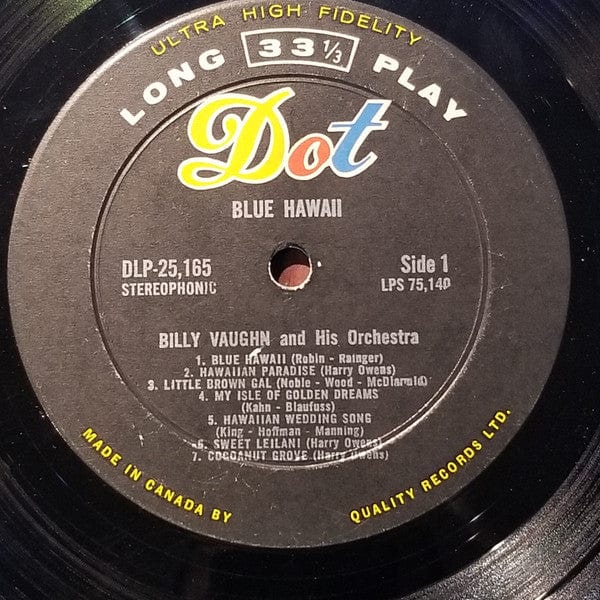 ULTRA HIGH FIDELITY
LONG 33 1/3 PLAY
Dot
BLUE HAWAII
DLP-25,165
STEREOPHONIC
Side 1
LPS 75,140
BILLY VAUGHN and His Orchestra
1. BLUE HAWAII (Robin - Rainger)
2. HAWAIIAN PARADISE (Harry Owens)
3. LITTLE BROWN GAL (Noble - Wood - McDiarmid)
4. MY ISLE OF GOLDEN DREAMS
(Kahn - Blaufuss)
5. HAWAIIAN WEDDING SONG
(King - Hoffman - Manning)
6. SWEET LEILANI (Harry Owens)
7. COCOANUT GROVE (Harry Owens)
MADE IN CANADA BY QUALITY RECORDS LTD.